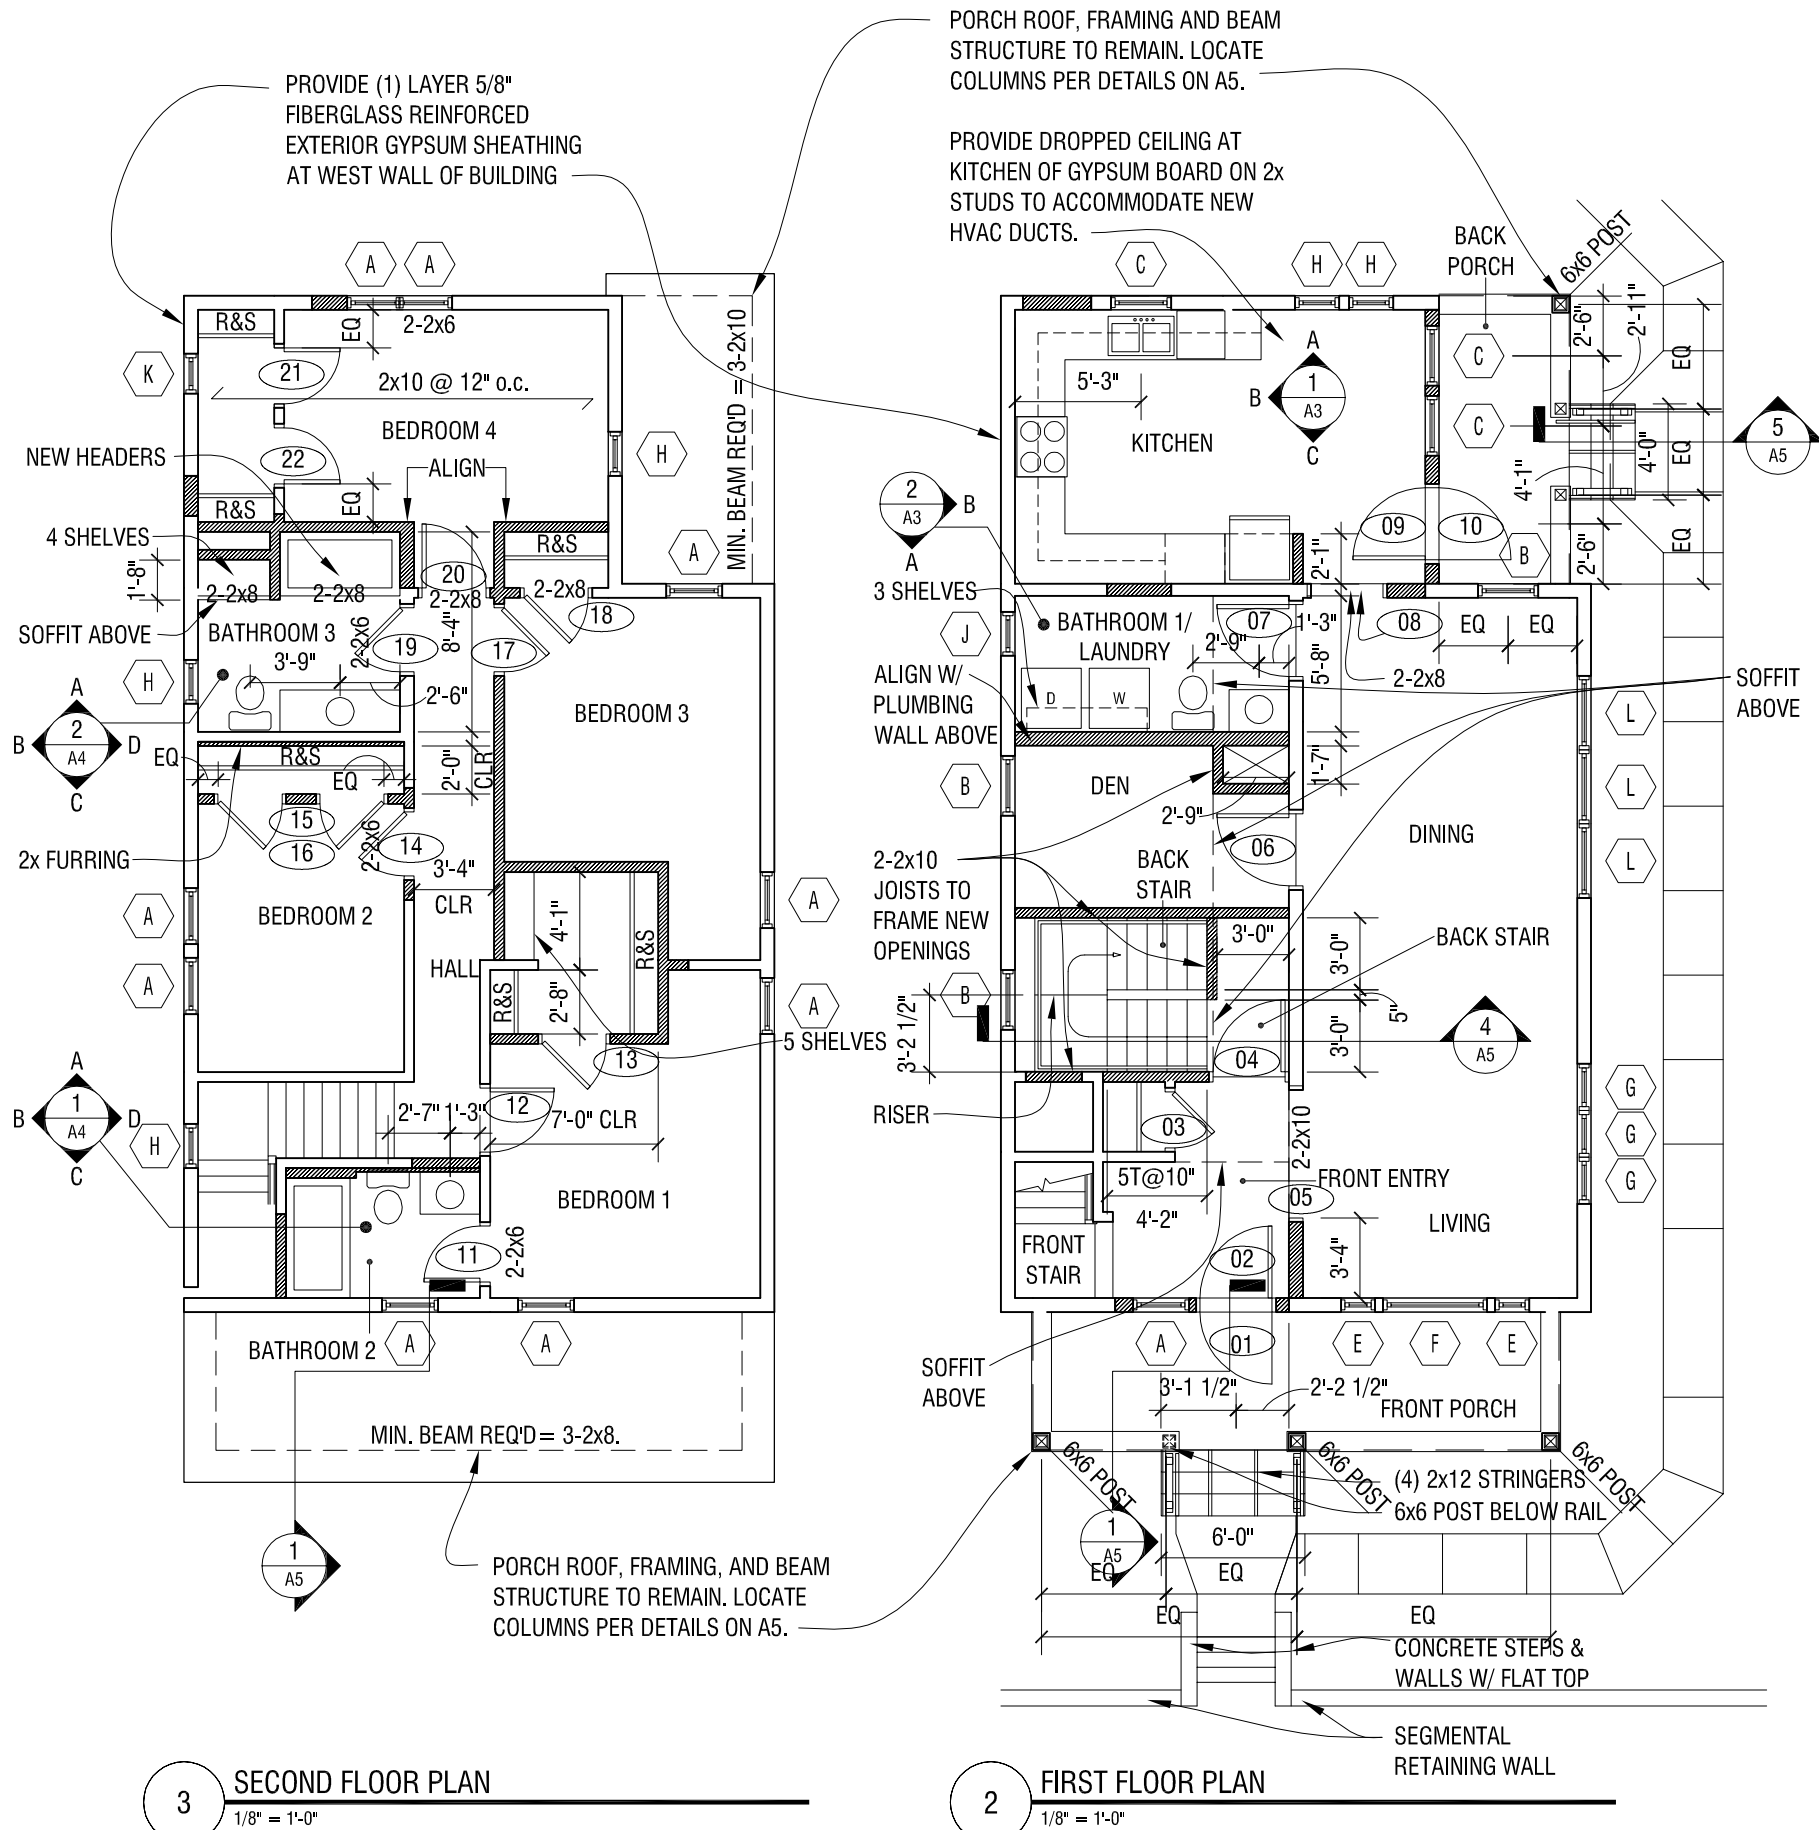 PORCH ROOF, FRAMING AND BEAM
STRUCTURE TO REMAIN. LOCATE
COLUMNS PER DETAILS ON A5.
PROVIDE (1) LAYER 5/8"
FIBERGLASS REINFORCED
EXTERIOR GYPSUM SHEATHING
AT WEST WALL OF BUILDING
PROVIDE DROPPED CEILING AT
KITCHEN OF GYPSUM BOARD ON 2x
STUDS TO ACCOMMODATE NEW
HVAC DUCTS.
A
A
R&S
EQ
2-2x6
K
21
2x10 @ 12" o.c.
MIN. BEAM REQ'D = 3-2x10
BEDROOM 4
NEW HEADERS
22
ALIGN
H
R&S
EQ
4 SHELVES
R&S
A
20
1'-8"
2-2x8
2-2x8
2-2x8
2-2x8
18
SOFFIT ABOVE
BATHROOM 3
2-2x6
19
8'-4"
17
3'-9"
H
2'-6"
BEDROOM 3
A
B
2
A4
D
C
EQ
R&S
EQ
2'-0"
CLR
15
16
2-2x6
14
2x FURRING
3'-4"
CLR
A
BEDROOM 2
A
4'-1"
R&S
HALL
A
R&S
2'-8"
A
5 SHELVES
13
A
B
1
A4
D
C
H
2'-7"
1'-3"
12
7'-0" CLR
BEDROOM 1
11
2-2x6
BATHROOM 2
A
A
MIN. BEAM REQ'D = 3-2x8.
1
A5
PORCH ROOF, FRAMING, AND BEAM
STRUCTURE TO REMAIN. LOCATE
COLUMNS PER DETAILS ON A5.
3
SECOND FLOOR PLAN
1/8" = 1'-0"
C
H
H
BACK
PORCH
6x6 POST
2'-6"
2'-11"
EQ
C
5'-3"
A
B
1
A3
C
KITCHEN
C
4'-1"
4'-0"
EQ
5
A5
2
A3
B
A
09
10
B
2'-6"
EQ
2'-1"
3 SHELVES
J
BATHROOM 1/
LAUNDRY
07
2'-9"
1'-3"
5'-8"
08
EQ
EQ
2-2x8
D
W
ALIGN W/
PLUMBING
WALL ABOVE
SOFFIT
ABOVE
L
L
L
B
DEN
1'-7"
2'-9"
06
DINING
2-2x10
JOISTS TO
FRAME NEW
OPENINGS
BACK
STAIR
3'-0"
3'-0"
BACK STAIR
B
3'-2 1/2"
5"
3'-0"
4
A5
04
RISER
G
G
G
03
2-2x10
5T@10"
4'-2"
FRONT ENTRY
05
LIVING
FRONT
STAIR
02
3'-4"
SOFFIT
ABOVE
A
01
E
F
E
3'-1 1/2"
2'-2 1/2"
FRONT PORCH
6x6 POST
6x6 POST
6x6 POST
(4) 2x12 STRINGERS
6x6 POST BELOW RAIL
1
A5
6'-0"
EQ
EQ
EQ
EQ
CONCRETE STEPS &
WALLS W/ FLAT TOP
SEGMENTAL
RETAINING WALL
2
FIRST FLOOR PLAN
1/8" = 1'-0"